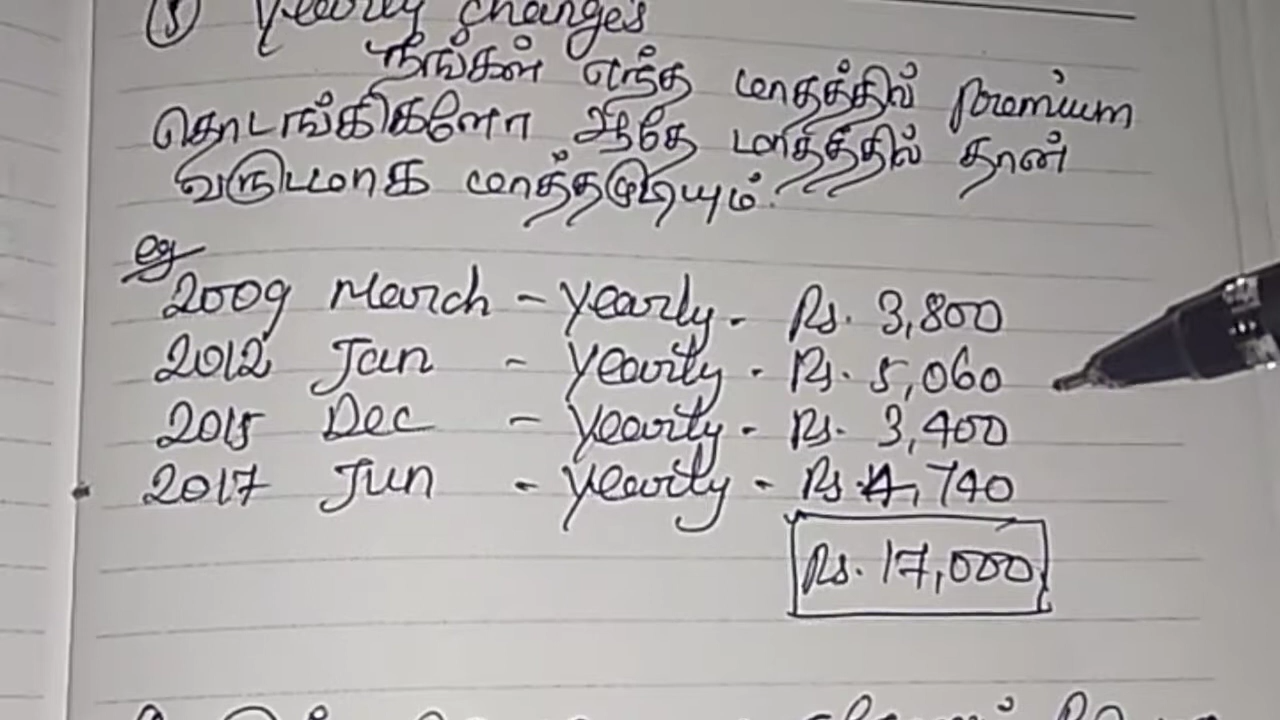 ⑤ Yearly changes
நீங்கள் எந்த மாதத்தில் premium
தொடங்கிகளோ அதே மாதத்தில் தான்
வருடமாக மாத்தமுடியும்.
eg
2009 March - Yearly - Rs. 3,800
2012 Jan - Yearly - Rs. 5,060
2015 Dec - Yearly - Rs. 3,400
2017 Jun - Yearly - Rs. 4,740
Rs. 17,000